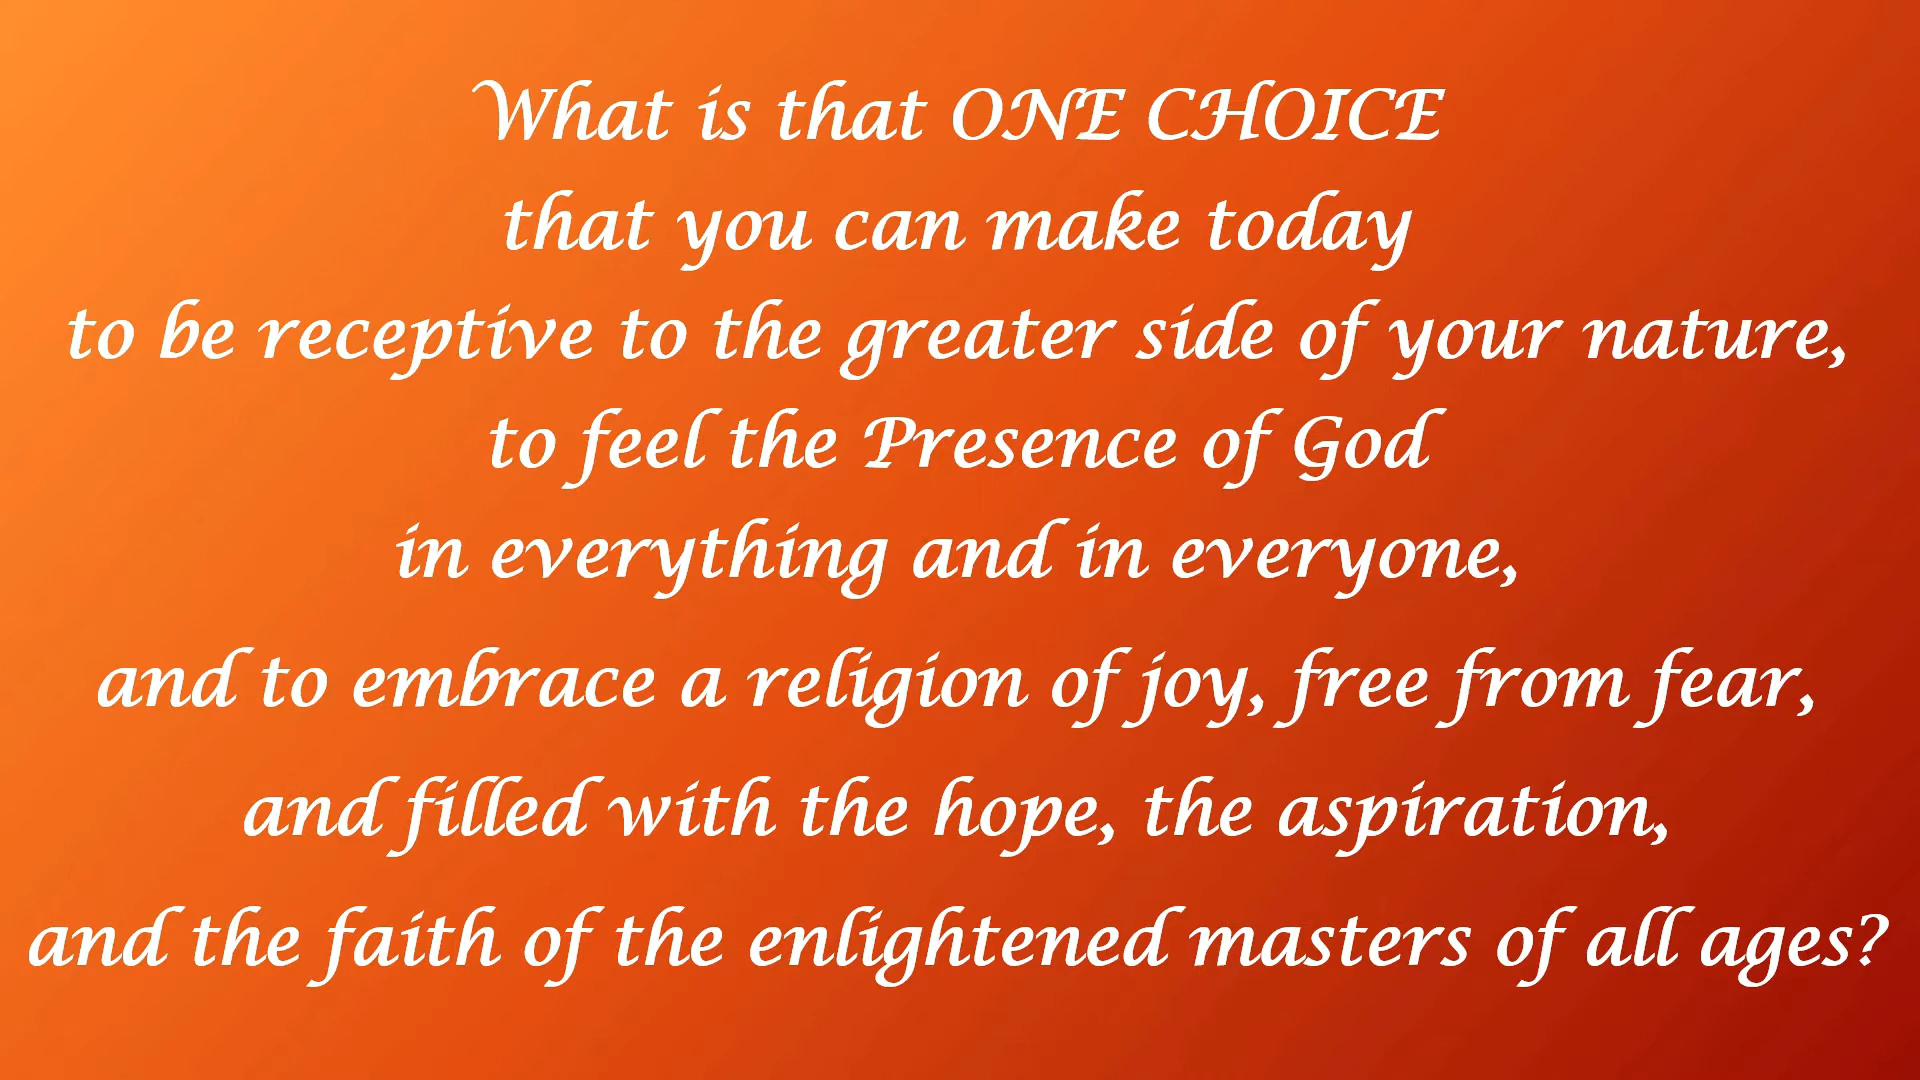 What is that ONE CHOICE
that you can make today
to be receptive to the greater side of your nature,
to feel the Presence of God
in everything and in everyone,
and to embrace a religion of joy, free from fear,
and filled with the hope, the aspiration,
and the faith of the enlightened masters of all ages?